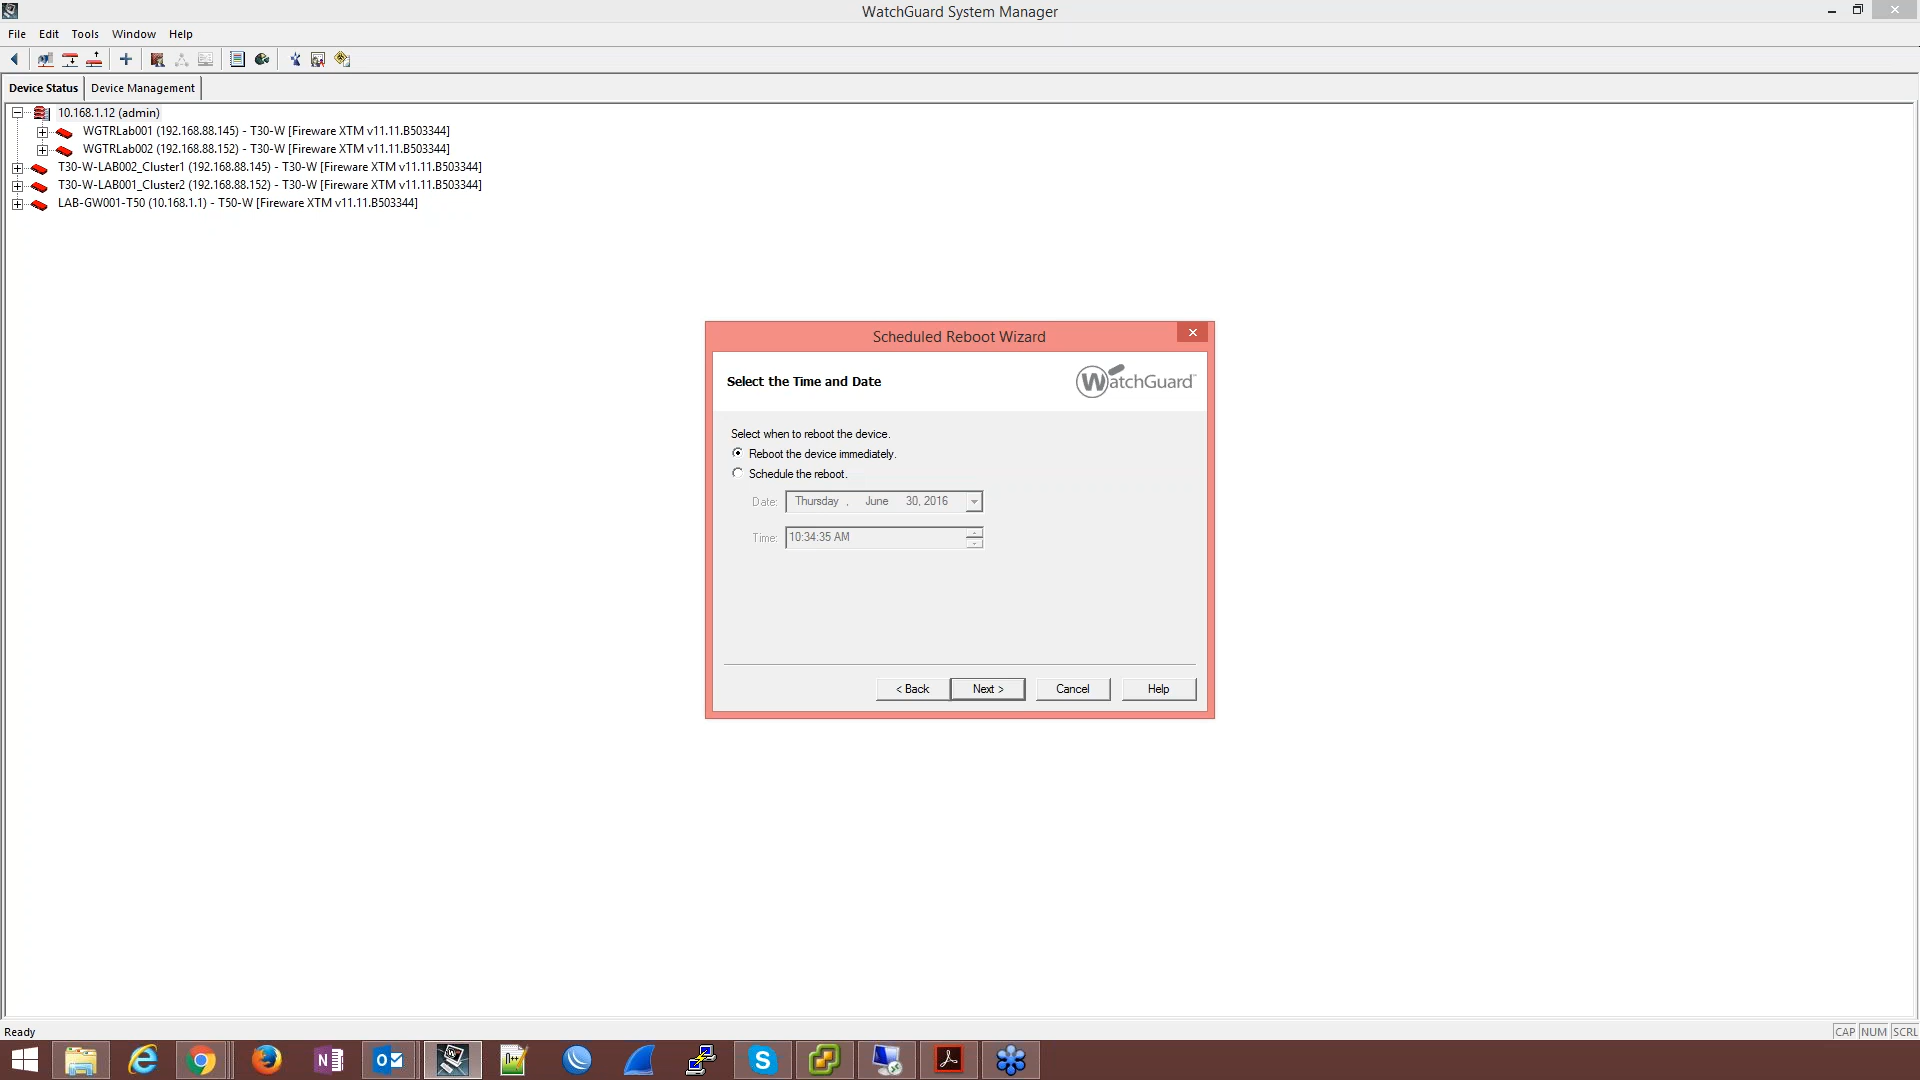 WatchGuard System Manager
File Edit Tools Window Help
Device Status Device Management
10.168.1.12 (admin)
WGTRLab001 (192.168.88.145) - T30-W [Fireware XTM v11.11.B503344]
WGTRLab002 (192.168.88.152) - T30-W [Fireware XTM v11.11.B503344]
T30-W-LAB002_Cluster1 (192.168.88.145) - T30-W [Fireware XTM v11.11.B503344]
T30-W-LAB001_Cluster2 (192.168.88.152) - T30-W [Fireware XTM v11.11.B503344]
LAB-GW001-T50 (10.168.1.1) - T50-W [Fireware XTM v11.11.B503344]
Scheduled Reboot Wizard
Select the Time and Date
WatchGuard
Select when to reboot the device.
Reboot the device immediately.
Schedule the reboot.
Date: Thursday , June 30, 2016
Time: 10:34:35 AM
< Back Next > Cancel Help
Ready
CAP NUM SCRL